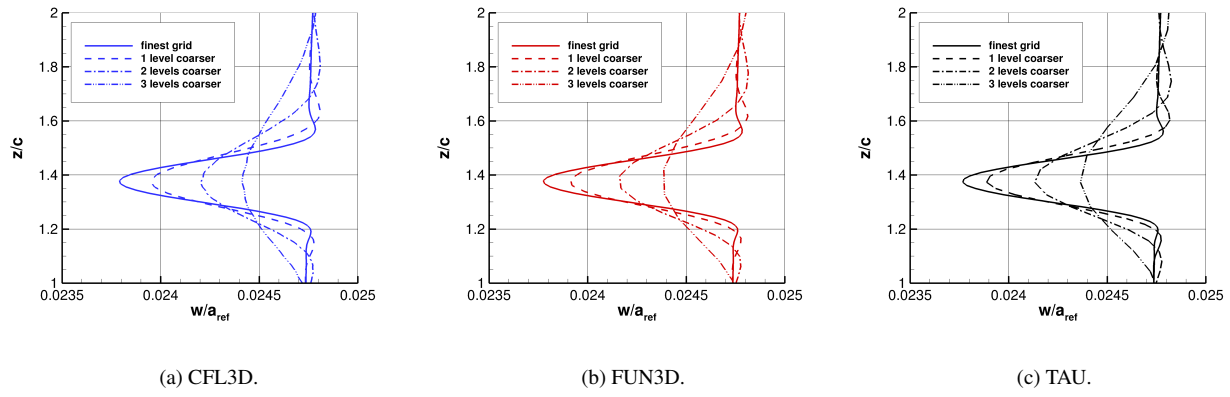 z/c
2
1.8
1.6
1.4
1.2
1
0.0235
0.024
0.0245
0.025
w/a_ref
finest grid
1 level coarser
2 levels coarser
3 levels coarser
(a) CFL3D.
z/c
2
1.8
1.6
1.4
1.2
1
0.0235
0.024
0.0245
0.025
w/a_ref
finest grid
1 level coarser
2 levels coarser
3 levels coarser
(b) FUN3D.
z/c
2
1.8
1.6
1.4
1.2
1
0.0235
0.024
0.0245
0.025
w/a_ref
finest grid
1 level coarser
2 levels coarser
3 levels coarser
(c) TAU.